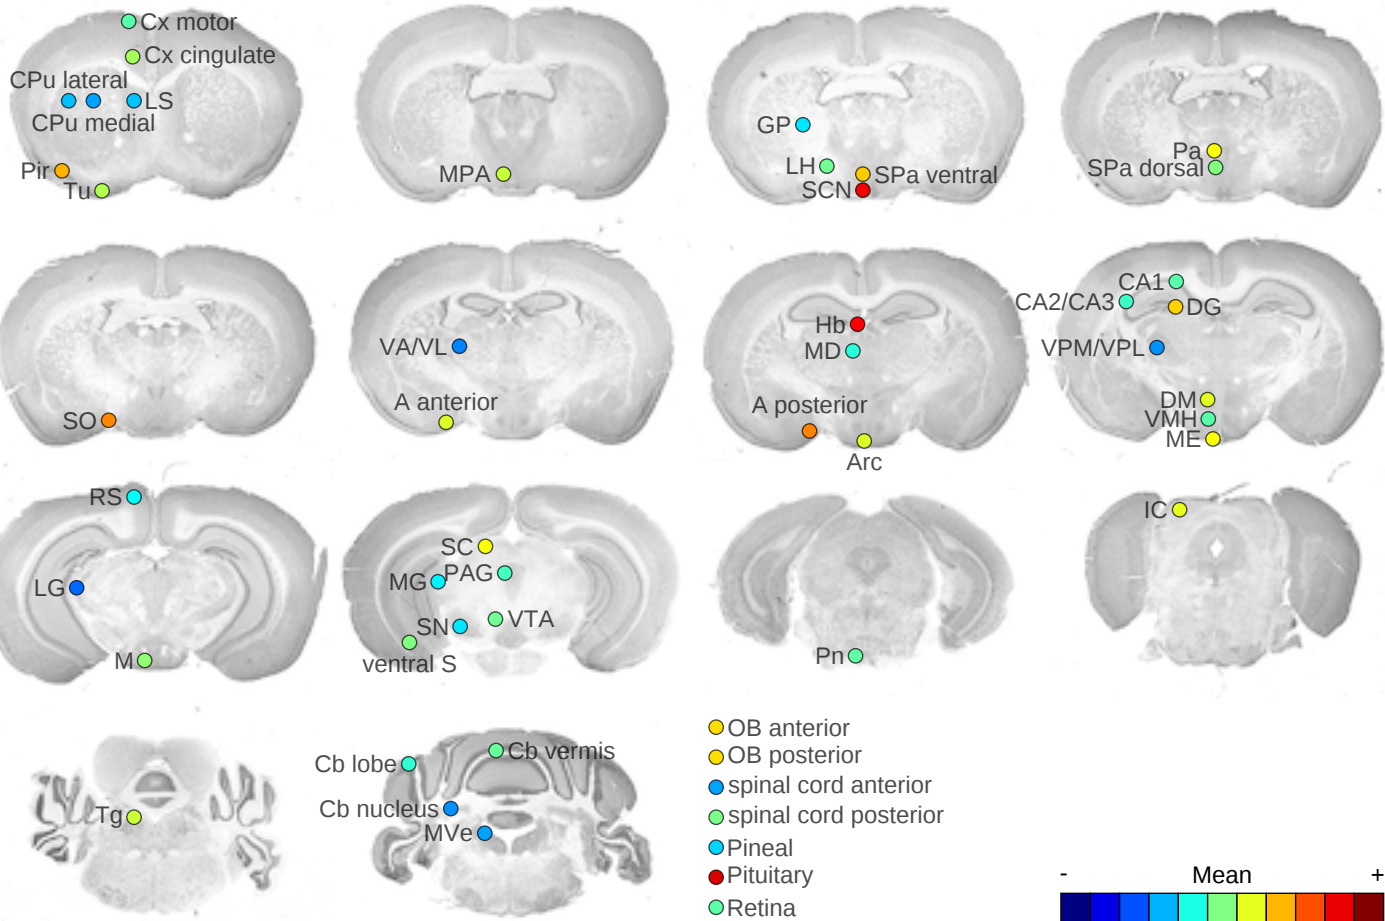 Cx motor
Cx cingulate
CPu lateral
LS
CPu medial
Pir
Tu
MPA
GP
LH
SPa ventral
SCN
Pa
SPa dorsal
SO
VA/VL
A anterior
Hb
MD
A posterior
Arc
CA1
CA2/CA3
DG
VPM/VPL
DM
VMH
ME
RS
LG
M
SC
MG
PAG
SN
VTA
ventral S
Pn
IC
Tg
Cb lobe
Cb vermis
Cb nucleus
MVe
OB anterior
OB posterior
spinal cord anterior
spinal cord posterior
Pineal
Pituitary
Retina
- Mean +